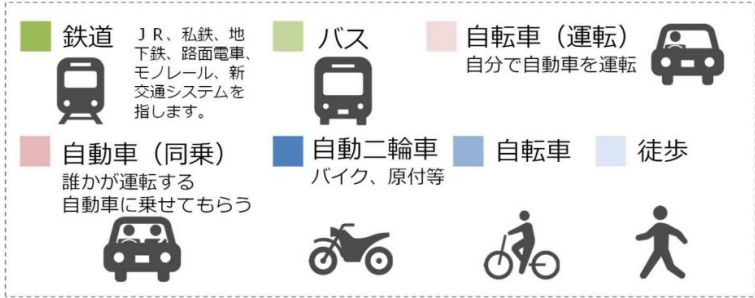 鉄道
ＪＲ、私鉄、地
下鉄、路面電車、
モノレール、新
交通システムを
指します。
バス
自転車（運転）
自分で自動車を運転
自動車（同乗）
誰かが運転する
自動車に乗せてもらう
自動二輪車
バイク、原付等
自転車
徒歩